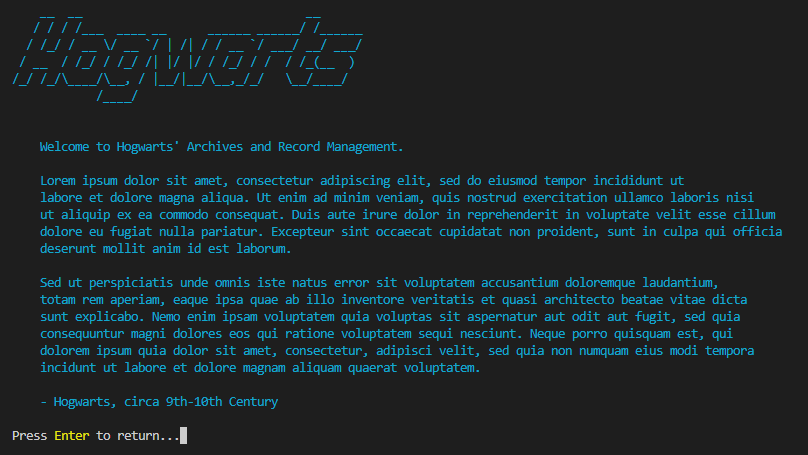 Hogwarts
Welcome to Hogwarts' Archives and Record Management.
Lorem ipsum dolor sit amet, consectetur adipiscing elit, sed do eiusmod tempor incididunt ut
labore et dolore magna aliqua. Ut enim ad minim veniam, quis nostrud exercitation ullamco laboris nisi
ut aliquip ex ea commodo consequat. Duis aute irure dolor in reprehenderit in voluptate velit esse cillum
dolore eu fugiat nulla pariatur. Excepteur sint occaecat cupidatat non proident, sunt in culpa qui officia
deserunt mollit anim id est laborum.
Sed ut perspiciatis unde omnis iste natus error sit voluptatem accusantium doloremque laudantium,
totam rem aperiam, eaque ipsa quae ab illo inventore veritatis et quasi architecto beatae vitae dicta
sunt explicabo. Nemo enim ipsam voluptatem quia voluptas sit aspernatur aut odit aut fugit, sed quia
consequuntur magni dolores eos qui ratione voluptatem sequi nesciunt. Neque porro quisquam est, qui
dolorem ipsum quia dolor sit amet, consectetur, adipisci velit, sed quia non numquam eius modi tempora
incidunt ut labore et dolore magnam aliquam quaerat voluptatem.
- Hogwarts, circa 9th-10th Century
Press Enter to return...